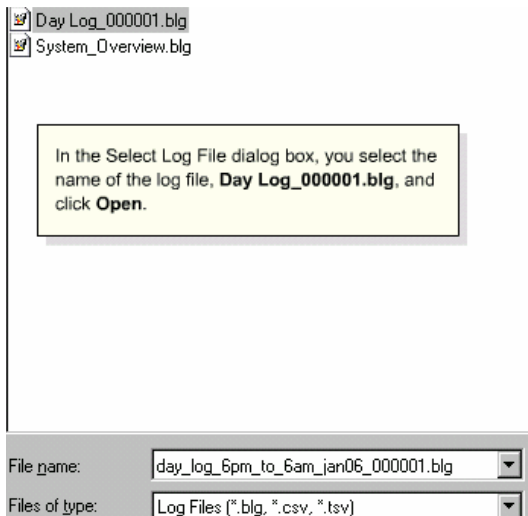 Day Log_000001.blg
System_Overview.blg
In the Select Log File dialog box, you select the
name of the log file, Day Log_000001.blg, and
click Open.
File name: day_log_6pm_to_6am_jan06_000001.blg
Files of type: Log Files (*.blg, *.csv, *.tsv)